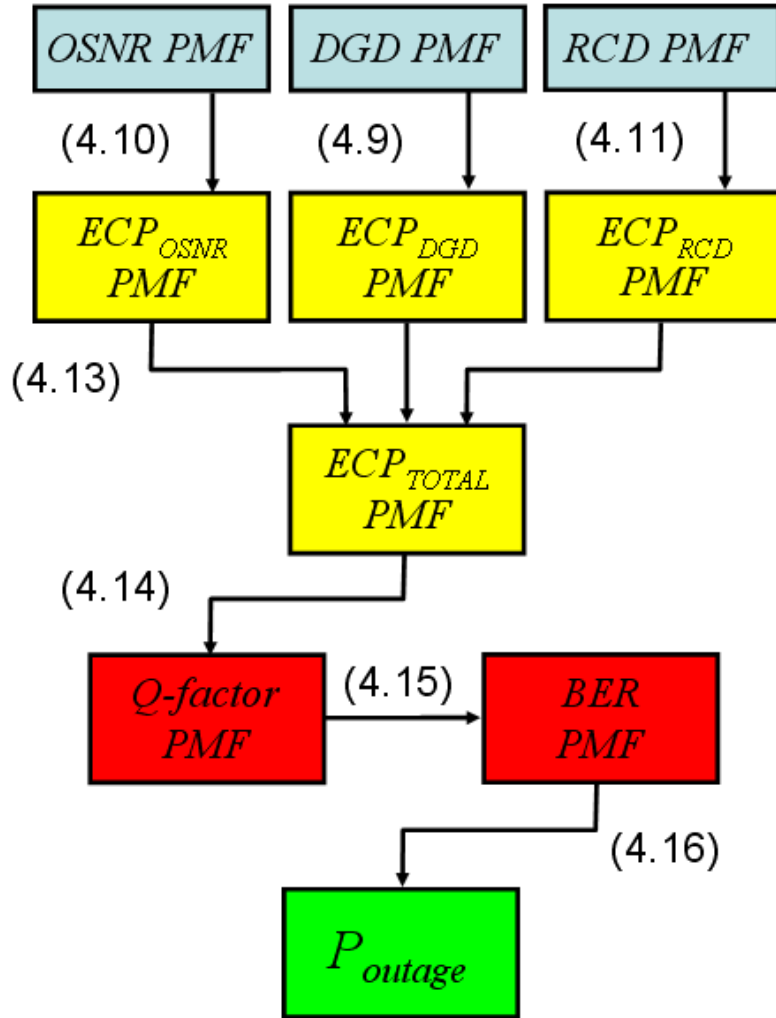 OSNR PMF
DGD PMF
RCD PMF
(4.10)
(4.9)
(4.11)
ECP_OSNR
PMF
ECP_DGD
PMF
ECP_RCD
PMF
(4.13)
ECP_TOTAL
PMF
(4.14)
Q-factor
PMF
(4.15)
BER
PMF
(4.16)
P_outage